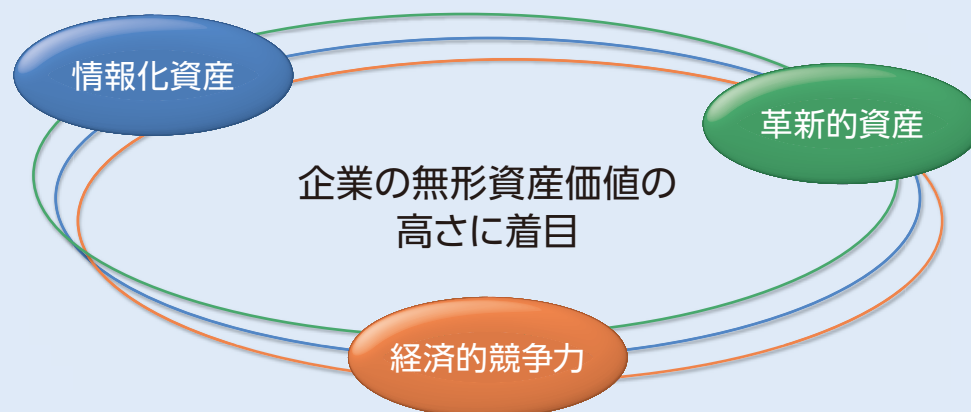 情報化資産
革新的資産
企業の無形資産価値の
高さに着目
経済的競争力